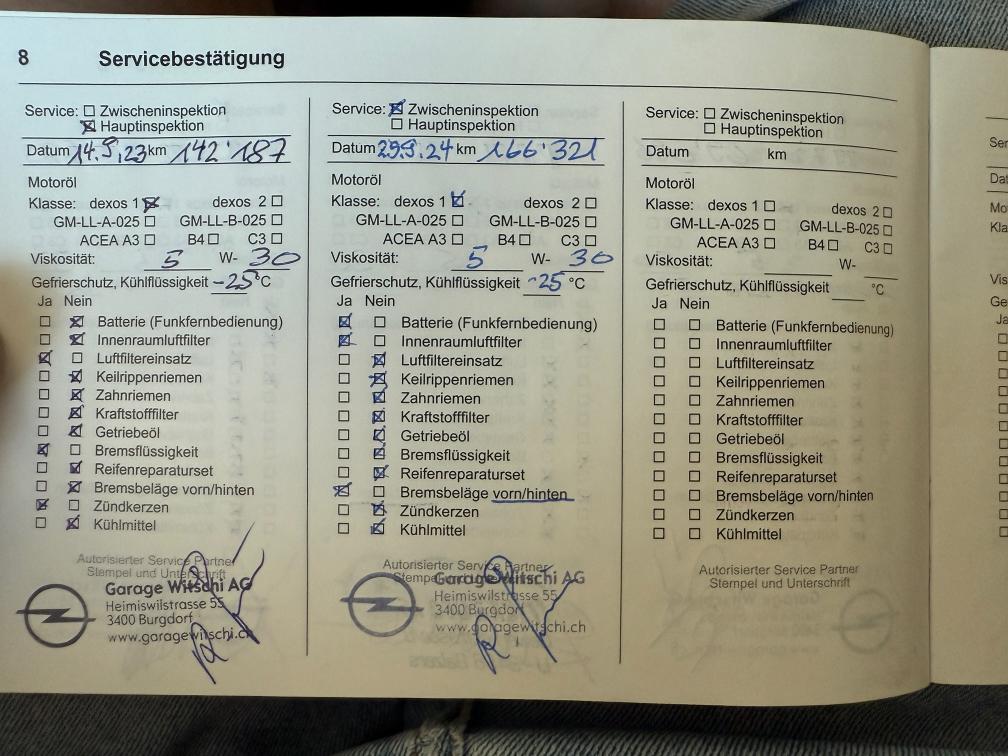 8 Servicebestätigung
Service: ☐ Zwischeninspektion
☒ Hauptinspektion
Datum 14.9.23 km 142'187
Motoröl
Klasse: dexos 1 ☒ dexos 2 ☐
GM-LL-A-025 ☐ GM-LL-B-025 ☐
ACEA A3 ☐ B4 ☐ C3 ☐
Viskosität: 5 W- 30
Gefrierschutz, Kühlflüssigkeit -25 °C
Ja Nein
☐ ☒ Batterie (Funkfernbedienung)
☐ ☒ Innenraumluftfilter
☒ ☐ Luftfiltereinsatz
☐ ☒ Keilrippenriemen
☐ ☒ Zahnriemen
☐ ☒ Kraftstofffilter
☐ ☒ Getriebeöl
☒ ☐ Bremsflüssigkeit
☐ ☒ Reifenreparaturset
☐ ☒ Bremsbeläge vorn/hinten
☒ ☐ Zündkerzen
☐ ☒ Kühlmittel
Autorisierter Service Partner
Stempel und Unterschrift
Garage Witschi AG
Heimiswilstrasse 55
3400 Burgdorf
www.garagewitschi.ch
Service: ☒ Zwischeninspektion
☐ Hauptinspektion
Datum 25.9.24 km 166'321
Motoröl
Klasse: dexos 1 ☒ dexos 2 ☐
GM-LL-A-025 ☐ GM-LL-B-025 ☐
ACEA A3 ☐ B4 ☐ C3 ☐
Viskosität: 5 W- 30
Gefrierschutz, Kühlflüssigkeit -25 °C
Ja Nein
☒ ☐ Batterie (Funkfernbedienung)
☒ ☐ Innenraumluftfilter
☐ ☒ Luftfiltereinsatz
☐ ☒ Keilrippenriemen
☐ ☒ Zahnriemen
☐ ☒ Kraftstofffilter
☐ ☒ Getriebeöl
☐ ☒ Bremsflüssigkeit
☐ ☒ Reifenreparaturset
☒ ☐ Bremsbeläge vorn/hinten
☐ ☒ Zündkerzen
☐ ☒ Kühlmittel
Autorisierter Service Partner
Stempel
Garage Witschi AG
Heimiswilstrasse 55
3400 Burgdorf
www.garagewitschi.ch
Service: ☐ Zwischeninspektion
☐ Hauptinspektion
Datum km
Motoröl
Klasse: dexos 1 ☐ dexos 2 ☐
GM-LL-A-025 ☐ GM-LL-B-025 ☐
ACEA A3 ☐ B4 ☐ C3 ☐
Viskosität: W-
Gefrierschutz, Kühlflüssigkeit °C
Ja Nein
☐ ☐ Batterie (Funkfernbedienung)
☐ ☐ Innenraumluftfilter
☐ ☐ Luftfiltereinsatz
☐ ☐ Keilrippenriemen
☐ ☐ Zahnriemen
☐ ☐ Kraftstofffilter
☐ ☐ Getriebeöl
☐ ☐ Bremsflüssigkeit
☐ ☐ Reifenreparaturset
☐ ☐ Bremsbeläge vorn/hinten
☐ ☐ Zündkerzen
☐ ☐ Kühlmittel
Autorisierter Service Partner
Stempel und Unterschrift